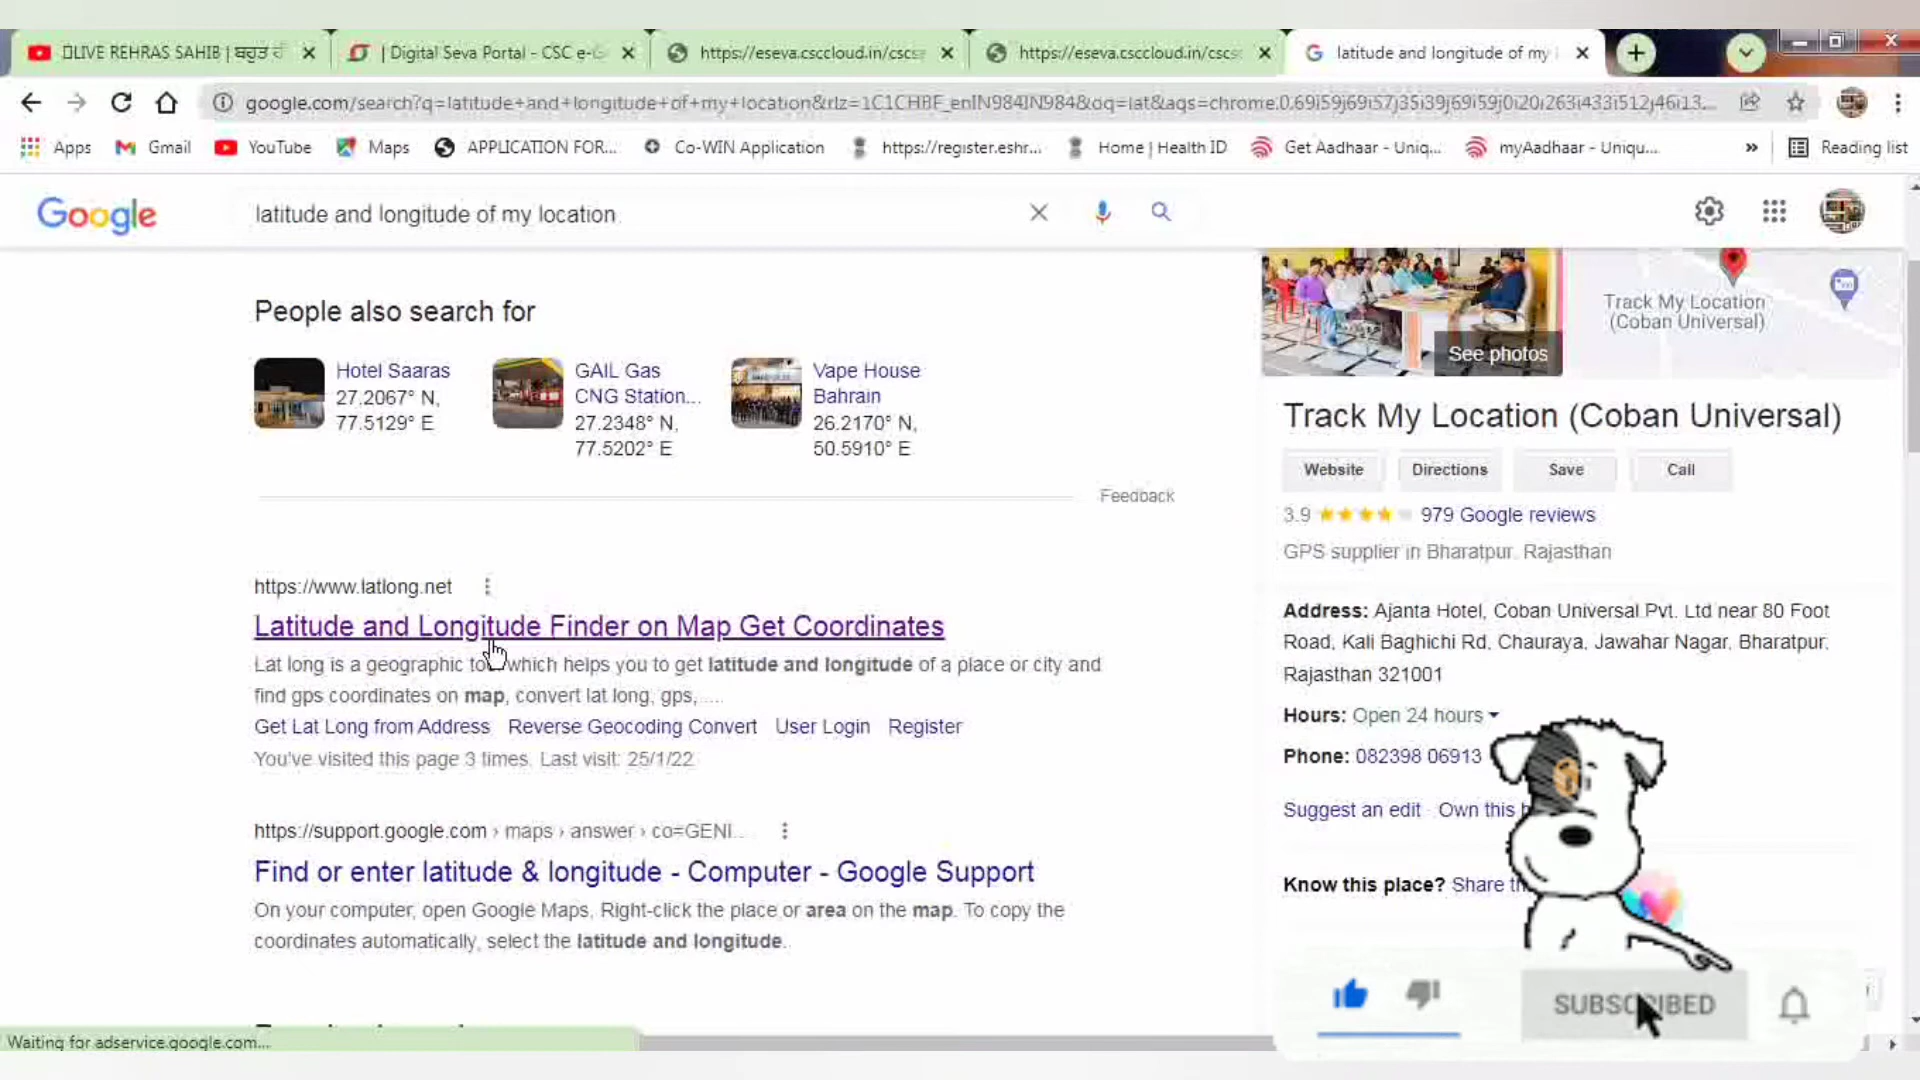 LIVE REHRAS SAHIB | ਬਹੁਤ ਹੀ
| Digital Seva Portal - CSC e-G
https://eseva.csccloud.in/cscs
https://eseva.csccloud.in/cscs
latitude and longitude of my
google.com/search?q=latitude+and+longitude+of+my+location&rlz=1C1CHBF_enIN984IN984&oq=lat&aqs=chrome.0.69i59j69i57j35i39j69i59j0i20i263i433i512j46i13...
Apps
Gmail
YouTube
Maps
APPLICATION FOR...
Co-WIN Application
https://register.eshr...
Home | Health ID
Get Aadhaar - Uniq...
myAadhaar - Uniqu...
»
Reading list
Google
latitude and longitude of my location
People also search for
Hotel Saaras
27.2067° N,
77.5129° E
GAIL Gas
CNG Station...
27.2348° N,
77.5202° E
Vape House
Bahrain
26.2170° N,
50.5910° E
Feedback
https://www.latlong.net
Latitude and Longitude Finder on Map Get Coordinates
Lat long is a geographic tool which helps you to get latitude and longitude of a place or city and
find gps coordinates on map, convert lat long, gps, ....
Get Lat Long from Address Reverse Geocoding Convert User Login Register
You've visited this page 3 times. Last visit: 25/1/22
https://support.google.com › maps › answer › co=GENI...
Find or enter latitude & longitude - Computer - Google Support
On your computer, open Google Maps. Right-click the place or area on the map. To copy the
coordinates automatically, select the latitude and longitude.
See photos
Track My Location
(Coban Universal)
Track My Location (Coban Universal)
Website
Directions
Save
Call
3.9
979 Google reviews
GPS supplier in Bharatpur, Rajasthan
Address: Ajanta Hotel, Coban Universal Pvt. Ltd near 80 Foot
Road, Kali Baghichi Rd, Chauraya, Jawahar Nagar, Bharatpur,
Rajasthan 321001
Hours: Open 24 hours
Phone: 082398 06913
Suggest an edit · Own this
Know this place? Share
SUBSCRIBED
Waiting for adservice.google.com...